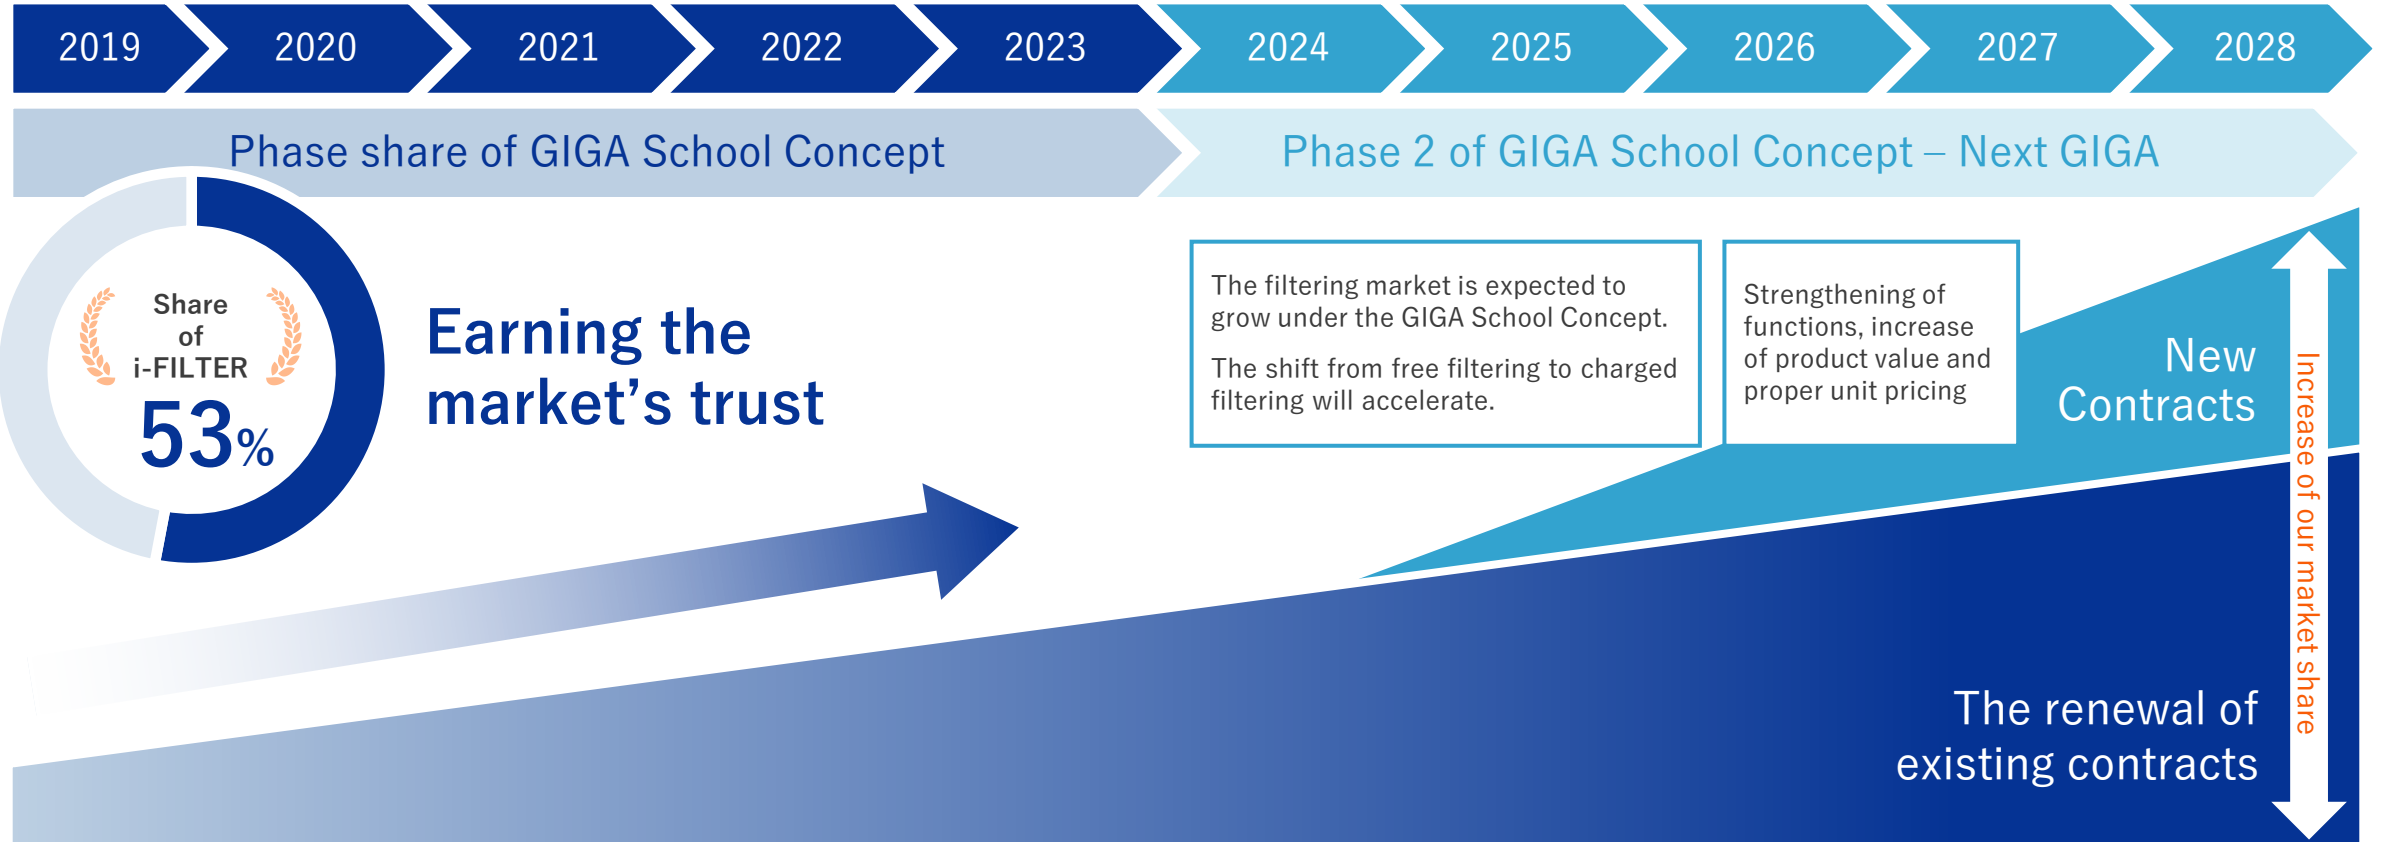 2019
2020
2021
2022
2023
2024
2025
2026
2027
2028
Phase share of GIGA School Concept
Phase 2 of GIGA School Concept – Next GIGA
Share
of
i-FILTER
53%
Earning the
market’s trust
The filtering market is expected to
grow under the GIGA School Concept.
The shift from free filtering to charged
filtering will accelerate.
Strengthening of
functions, increase
of product value and
proper unit pricing
New
Contracts
Increase of our market share
The renewal of
existing contracts